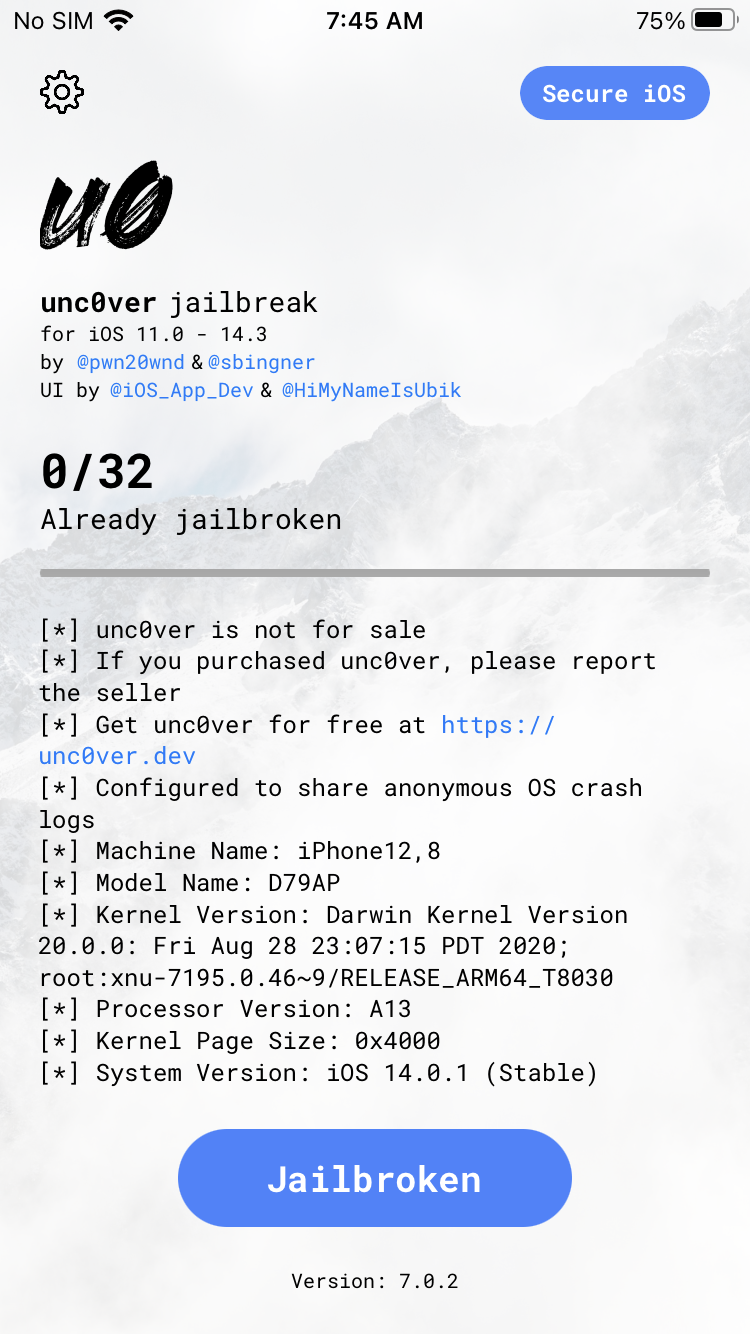 No SIM 7:45 AM 75%
Secure iOS
u0
unc0ver jailbreak
for iOS 11.0 - 14.3
by @pwn20wnd & @sbingner
UI by @iOS_App_Dev & @HiMyNameIsUbik
0/32
Already jailbroken
[*] unc0ver is not for sale
[*] If you purchased unc0ver, please report
the seller
[*] Get unc0ver for free at https://
unc0ver.dev
[*] Configured to share anonymous OS crash
logs
[*] Machine Name: iPhone12,8
[*] Model Name: D79AP
[*] Kernel Version: Darwin Kernel Version
20.0.0: Fri Aug 28 23:07:15 PDT 2020;
root:xnu-7195.0.46~9/RELEASE_ARM64_T8030
[*] Processor Version: A13
[*] Kernel Page Size: 0x4000
[*] System Version: iOS 14.0.1 (Stable)
Jailbroken
Version: 7.0.2